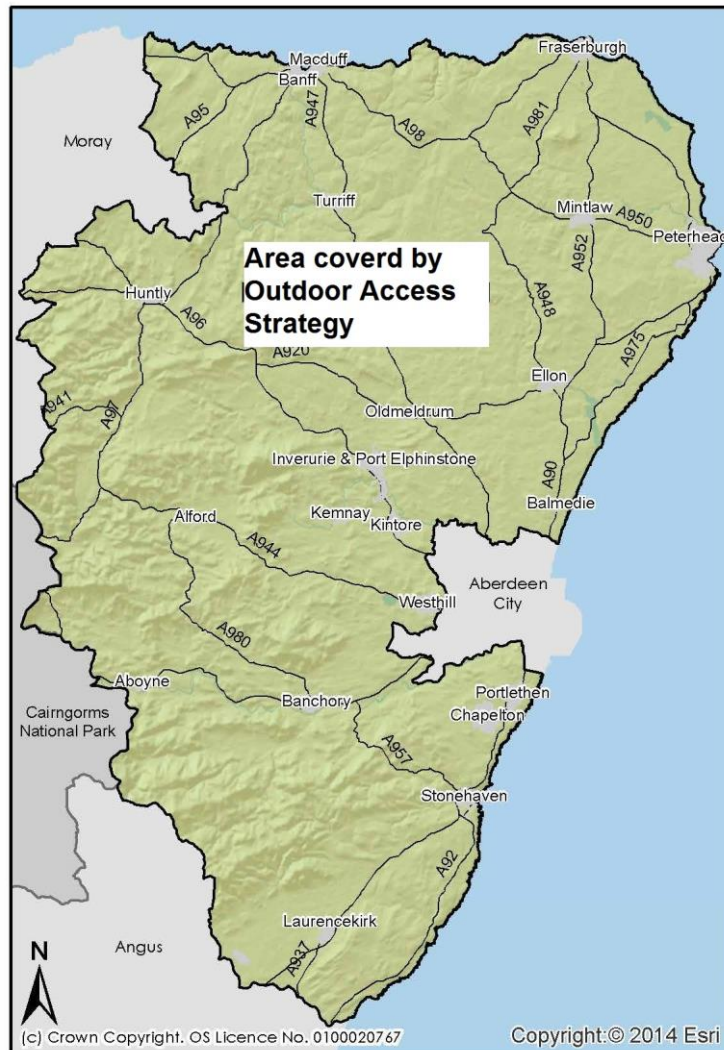 Fraserburgh
Macduff
Banff
A947
A98
A981
A95
Moray
Turriff
Mintlaw
A950
A952
Peterhead
Area coverd by
Outdoor Access
Strategy
Huntly
A96
A948
A920
A975
Ellon
A941
A97
Oldmeldrum
Inverurie & Port Elphinstone
A90
Balmedie
Alford
Kemnay
Kintore
A944
Aberdeen
City
Westhill
A980
Aboyne
Banchory
Portlethen
Chapelton
Cairngorms
National Park
A957
Stonehaven
A92
Laurencekirk
A937
Angus
N
(c) Crown Copyright. OS Licence No. 0100020767
Copyright:© 2014 Esri